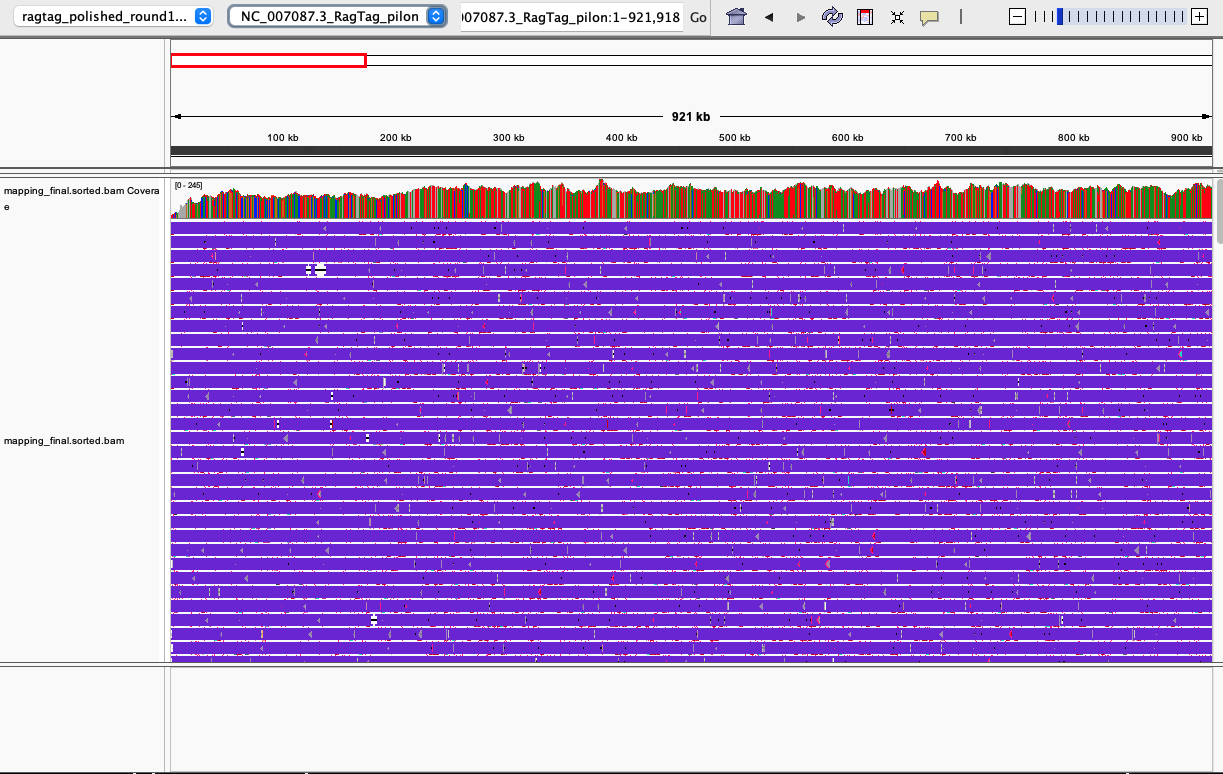 ragtag_polished_round1... NC_007087.3_RagTag_pilon 007087.3_RagTag_pilon:1-921,918 Go
921 kb
100 kb 200 kb 300 kb 400 kb 500 kb 600 kb 700 kb 800 kb 900 kb
mapping_final.sorted.bam Covera
e
[0 - 245]
mapping_final.sorted.bam